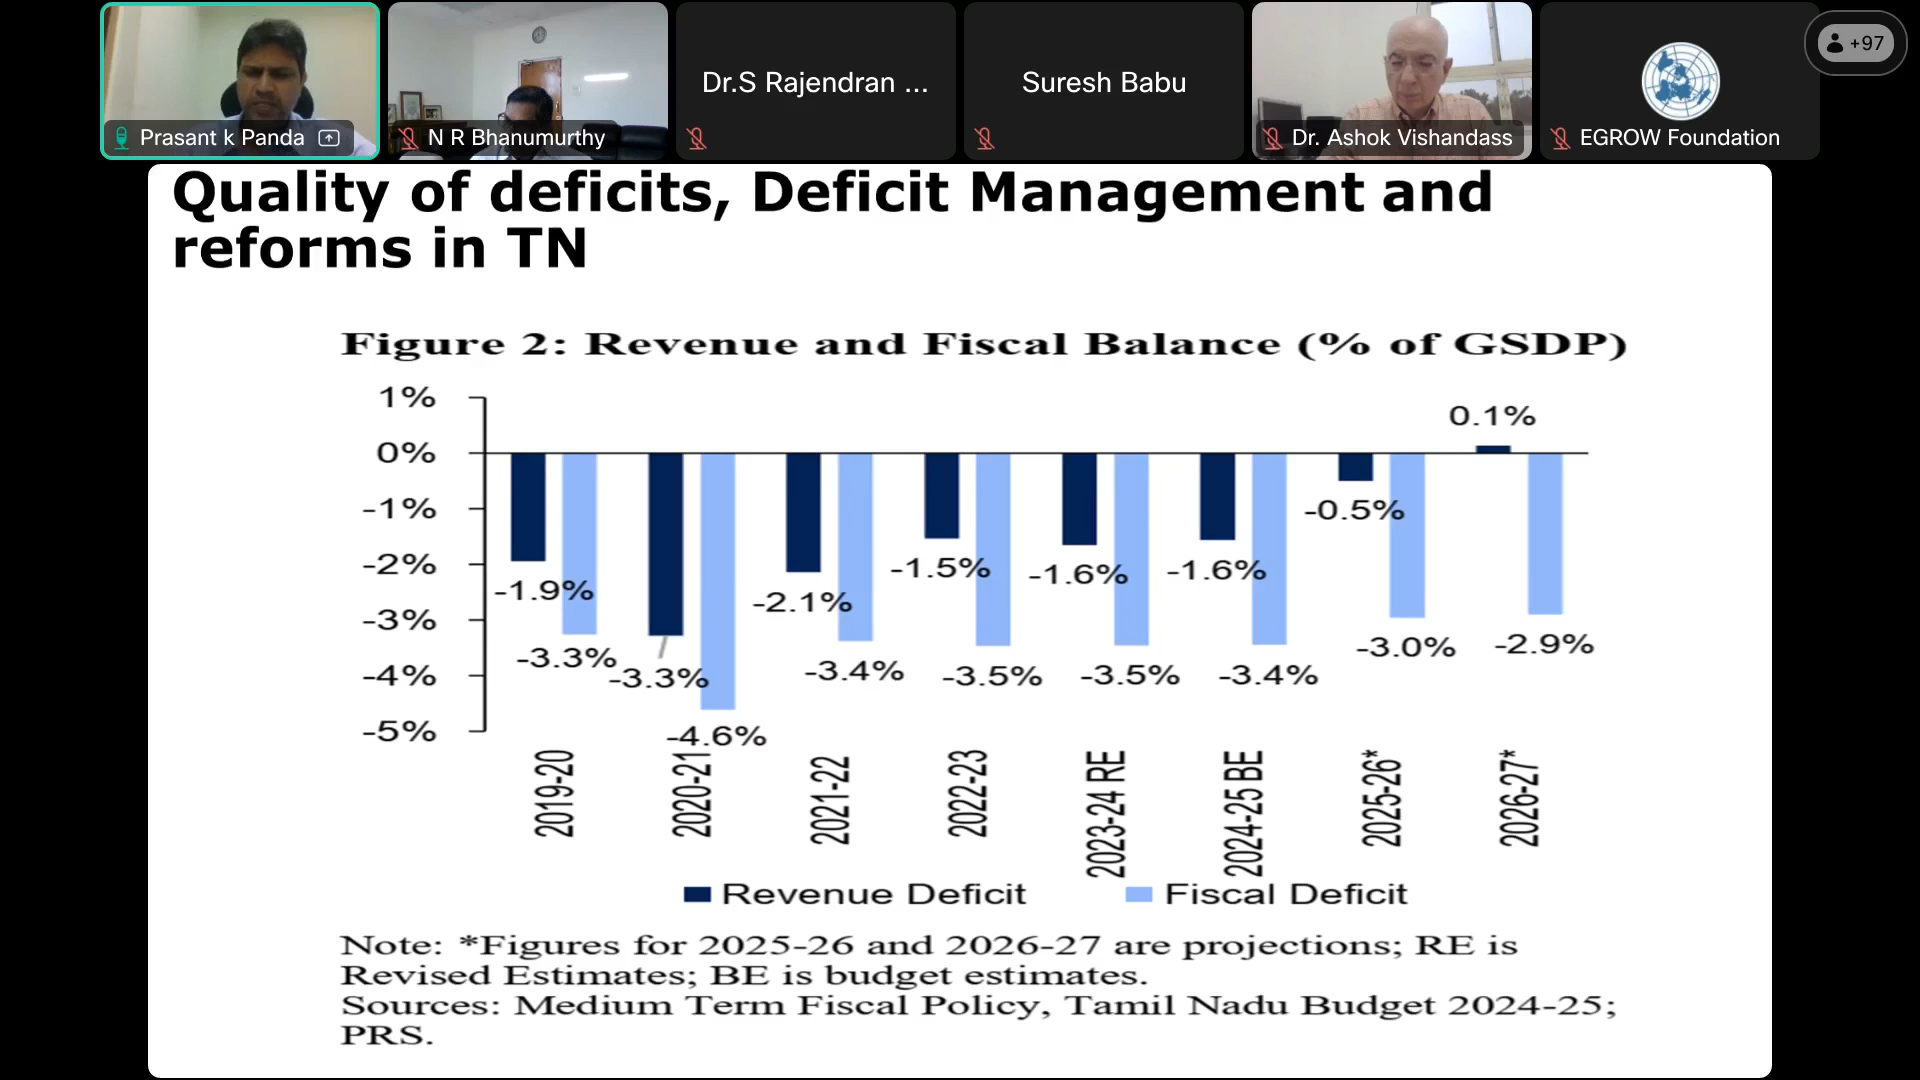 Prasant k Panda
N R Bhanumurthy
Dr.S Rajendran ...
Suresh Babu
Dr. Ashok Vishandass
EGROW Foundation
+97
Quality of deficits, Deficit Management and
reforms in TN
Figure 2: Revenue and Fiscal Balance (% of GSDP)
1%
0%
-1%
-2%
-3%
-4%
-5%
-1.9%
-3.3%
-3.3%
-4.6%
-2.1%
-3.4%
-1.5%
-3.5%
-1.6%
-3.5%
-1.6%
-3.4%
-0.5%
-3.0%
0.1%
-2.9%
2019-20
2020-21
2021-22
2022-23
2023-24 RE
2024-25 BE
2025-26*
2026-27*
Revenue Deficit
Fiscal Deficit
Note: *Figures for 2025-26 and 2026-27 are projections; RE is
Revised Estimates; BE is budget estimates.
Sources: Medium Term Fiscal Policy, Tamil Nadu Budget 2024-25;
PRS.